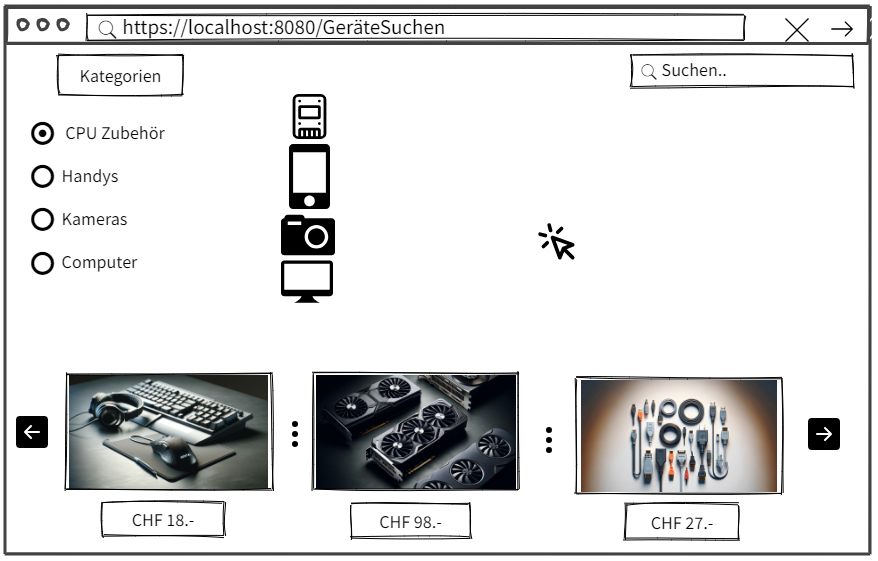 https://localhost:8080/GeräteSuchen
Kategorien
Suchen..
CPU Zubehör
Handys
Kameras
Computer
CHF 18.-
CHF 98.-
CHF 27.-